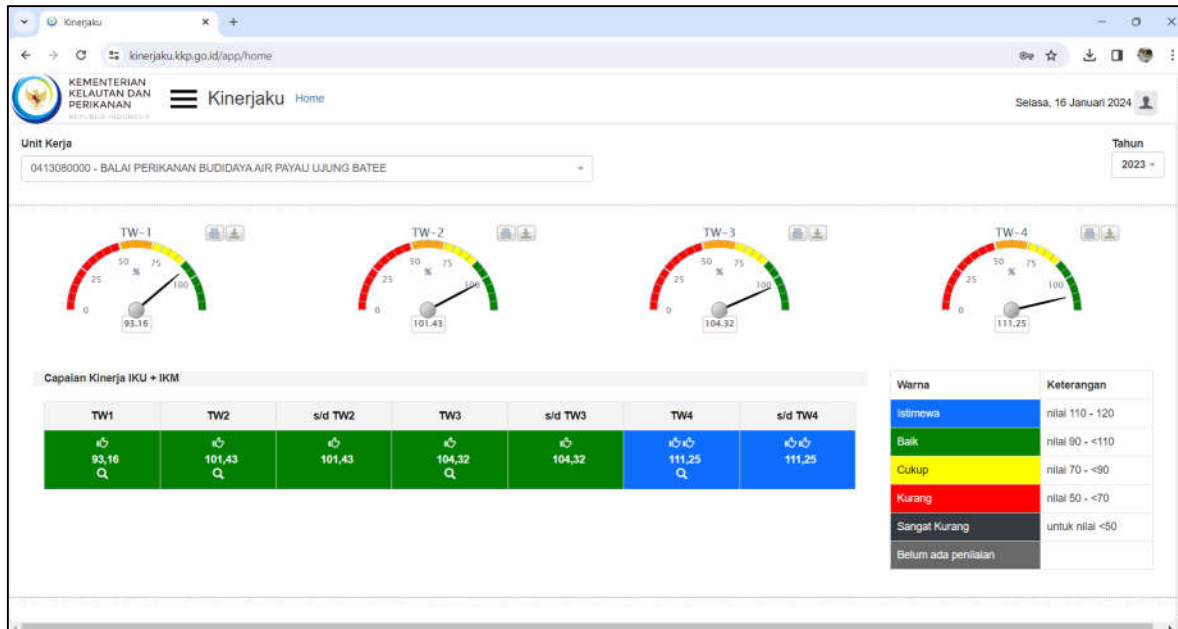 Kinerjaku
kinerjaku.kkp.go.id/app/home
KEMENTERIAN
KELAUTAN DAN
PERIKANAN
REPUBLIK INDONESIA
Kinerjaku Home
Selasa, 16 Januari 2024
Unit Kerja
Tahun
0413080000 - BALAI PERIKANAN BUDIDAYA AIR PAYAU UJUNG BATEE
2023
TW-1
0 25 50 75 100
%
93.16
TW-2
0 25 50 75 100
%
101.43
TW-3
0 25 50 75 100
%
104.32
TW-4
0 25 50 75 100
%
111.25
Capaian Kinerja IKU + IKM
TW1 TW2 s/d TW2 TW3 s/d TW3 TW4 s/d TW4
93,16 101,43 101,43 104,32 104,32 111,25 111,25
Warna Keterangan
Istimewa nilai 110 - 120
Baik nilai 90 - <110
Cukup nilai 70 - <90
Kurang nilai 50 - <70
Sangat Kurang untuk nilai <50
Belum ada penilaian